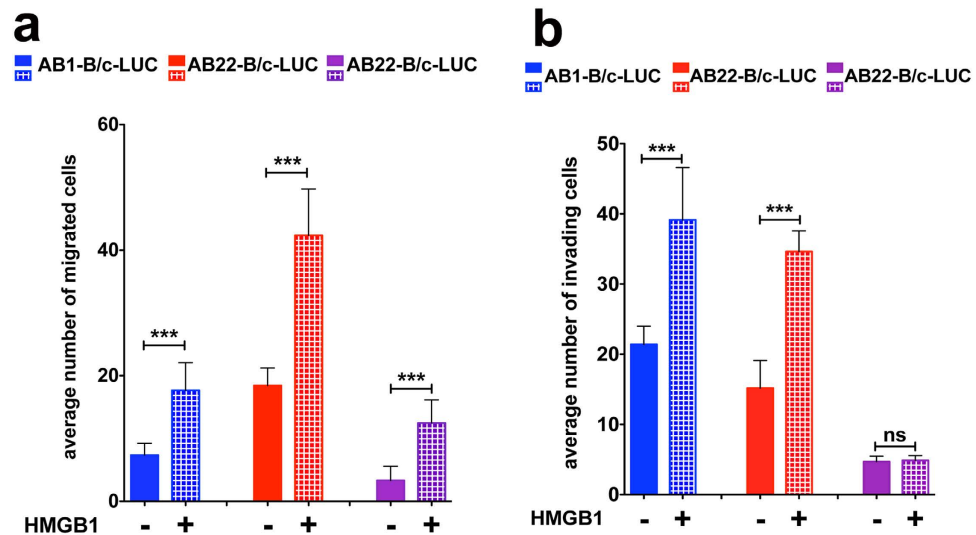 a
AB1-B/c-LUC AB22-B/c-LUC AB22-B/c-LUC
average number of migrated cells
60
40
20
0
***
***
***
HMGB1 - + - + - +
b
AB1-B/c-LUC AB22-B/c-LUC AB22-B/c-LUC
average number of invading cells
50
40
30
20
10
0
***
***
ns
HMGB1 - + - + - +